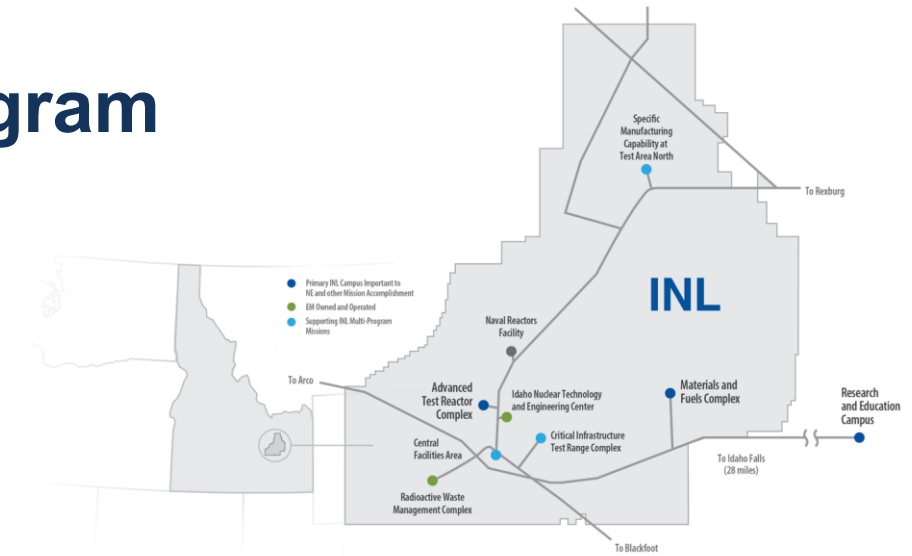 gram
Specific
Manufacturing
Capability at
Test Area North
To Rexburg
INL
Primary INL Campus Important to
NE and other Mission Accomplishment
EM Owned and Operated
Supporting INL Multi-Program
Missions
Naval Reactors
Facility
To Arco
Advanced
Test Reactor
Complex
Idaho Nuclear Technology
and Engineering Center
Materials and
Fuels Complex
Research
and Education
Campus
Central
Facilities Area
Critical Infrastructure
Test Range Complex
To Idaho Falls
(28 miles)
Radioactive Waste
Management Complex
To Blackfoot